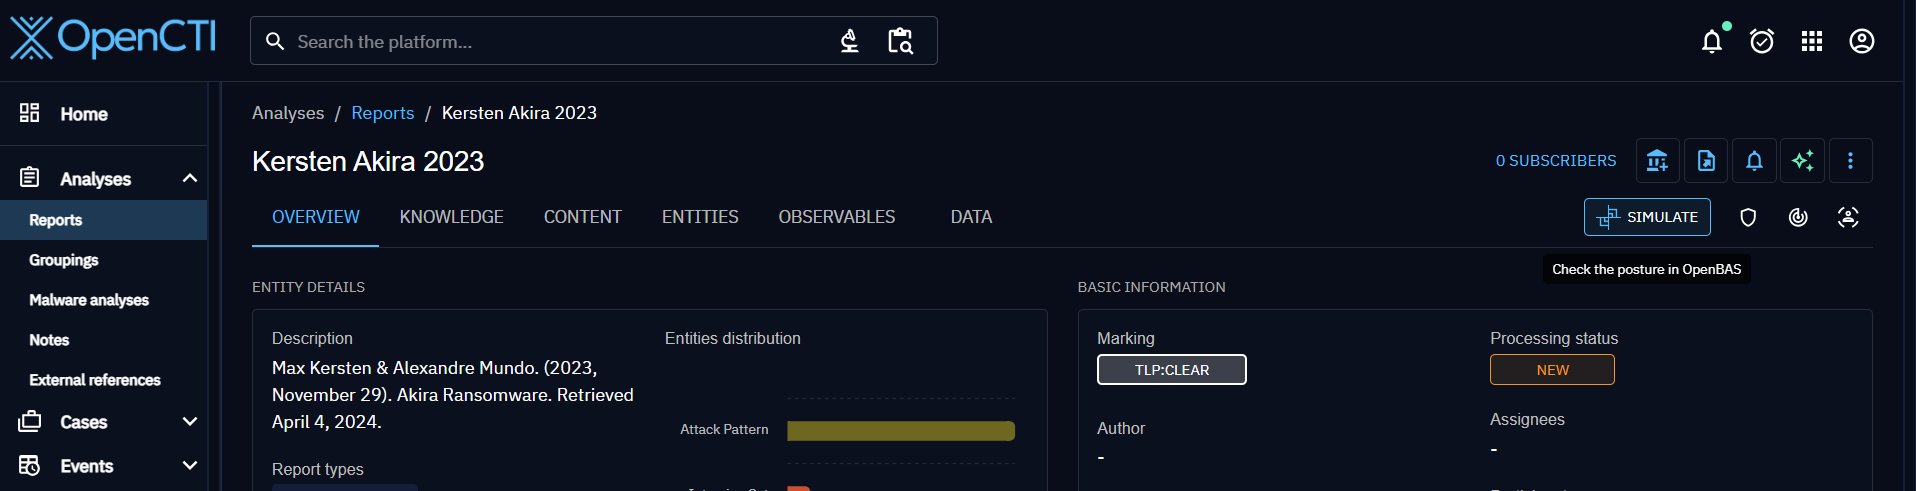 OpenCTI
Search the platform...
Home
Analyses
Reports
Groupings
Malware analyses
Notes
External references
Cases
Events
Analyses / Reports / Kersten Akira 2023
Kersten Akira 2023
0 SUBSCRIBERS
OVERVIEW KNOWLEDGE CONTENT ENTITIES OBSERVABLES DATA
SIMULATE
Check the posture in OpenBAS
ENTITY DETAILS
Description
Max Kersten & Alexandre Mundo. (2023,
November 29). Akira Ransomware. Retrieved
April 4, 2024.
Report types
Entities distribution
Attack Pattern
BASIC INFORMATION
Marking
TLP:CLEAR
Author
-
Processing status
NEW
Assignees
-